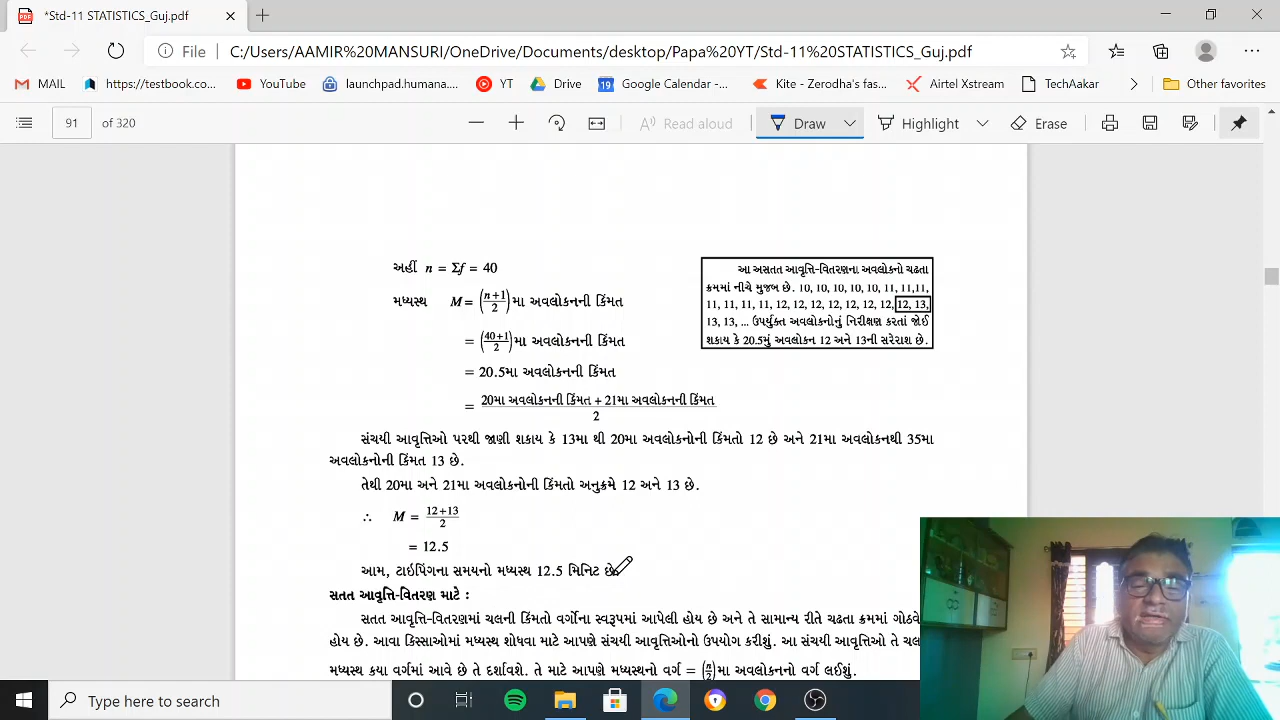 *Std-11 STATISTICS_Guj.pdf
File C:/Users/AAMIR%20MANSURI/OneDrive/Documents/desktop/Papa%20YT/Std-11%20STATISTICS_Guj.pdf
MAIL https://testbook.co... YouTube launchpad.humana... YT Drive Google Calendar -... Kite - Zerodha's fas... Airtel Xstream TechAakar Other favorites
91 of 320 Read aloud Draw Highlight Erase
અહીં n = Σf = 40
મધ્યસ્થ M = (n+1/2)મા અવલોકનની કિંમત
= (40+1/2)મા અવલોકનની કિંમત
= 20.5મા અવલોકનની કિંમત
= 20મા અવલોકનની કિંમત + 21મા અવલોકનની કિંમત / 2
આ અસતત આવૃત્તિ-વિતરણના અવલોકનો ચઢતા
ક્રમમાં નીચે મુજબ છે. 10, 10, 10, 10, 10, 11, 11,11,
11, 11, 11, 11, 12, 12, 12, 12, 12, 12, 12, 12, 13,
13, 13, ... ઉપર્યુક્ત અવલોકનોનું નિરીક્ષણ કરતાં જોઈ
શકાય કે 20.5મું અવલોકન 12 અને 13ની સરેરાશ છે.
સંચયી આવૃત્તિઓ પરથી જાણી શકાય કે 13મા થી 20મા અવલોકનોની કિંમતો 12 છે અને 21મા અવલોકનથી 35મા
અવલોકનોની કિંમત 13 છે.
તેથી 20મા અને 21મા અવલોકનોની કિંમતો અનુક્રમે 12 અને 13 છે.
∴ M = 12+13/2
= 12.5
આમ, ટાઇપિંગના સમયનો મધ્યસ્થ 12.5 મિનિટ છે
સતત આવૃત્તિ-વિતરણ માટે :
સતત આવૃત્તિ-વિતરણમાં ચલની કિંમતો વર્ગોના સ્વરૂપમાં આપેલી હોય છે અને તે સામાન્ય રીતે ચઢતા ક્રમમાં ગોઠવે
હોય છે. આવા કિસ્સાઓમાં મધ્યસ્થ શોધવા માટે આપણે સંચયી આવૃત્તિઓનો ઉપયોગ કરીશું. આ સંચયી આવૃત્તિઓ તે ચલ
મધ્યસ્થ કયા વર્ગમાં આવે છે તે દર્શાવશે. તે માટે આપણે મધ્યસ્થનો વર્ગ = (n/2)મા અવલોકનનો વર્ગ લઈશું.
Type here to search